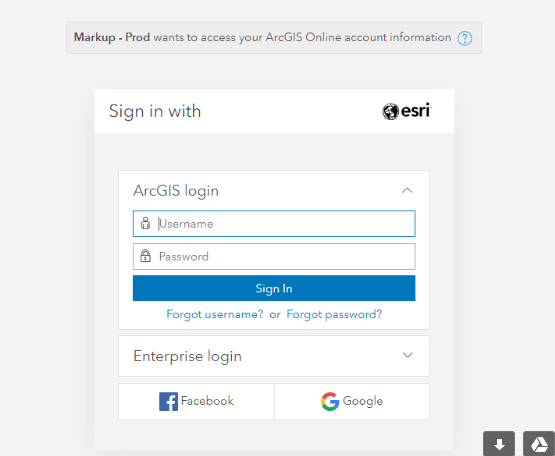 Markup - Prod wants to access your ArcGIS Online account information ?
Sign in with
esri
ArcGIS login
Username
Password
Sign In
Forgot username? or Forgot password?
Enterprise login
Facebook
Google